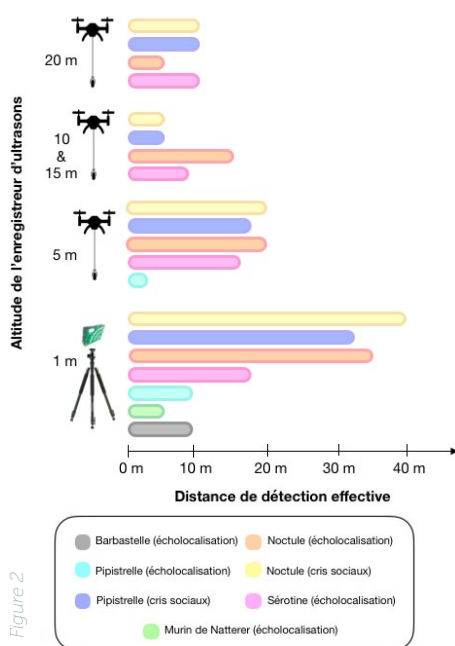 Altitude de l'enregistreur d'ultrasons
20 m
10
&
15 m
5 m
1 m
0 m 10 m 20 m 30 m 40 m
Distance de détection effective
Barbastelle (écholocalisation) Noctule (écholocalisation)
Pipistrelle (écholocalisation) Noctule (cris sociaux)
Pipistrelle (cris sociaux) Sérotine (écholocalisation)
Murin de Natterer (écholocalisation)
Figure 2